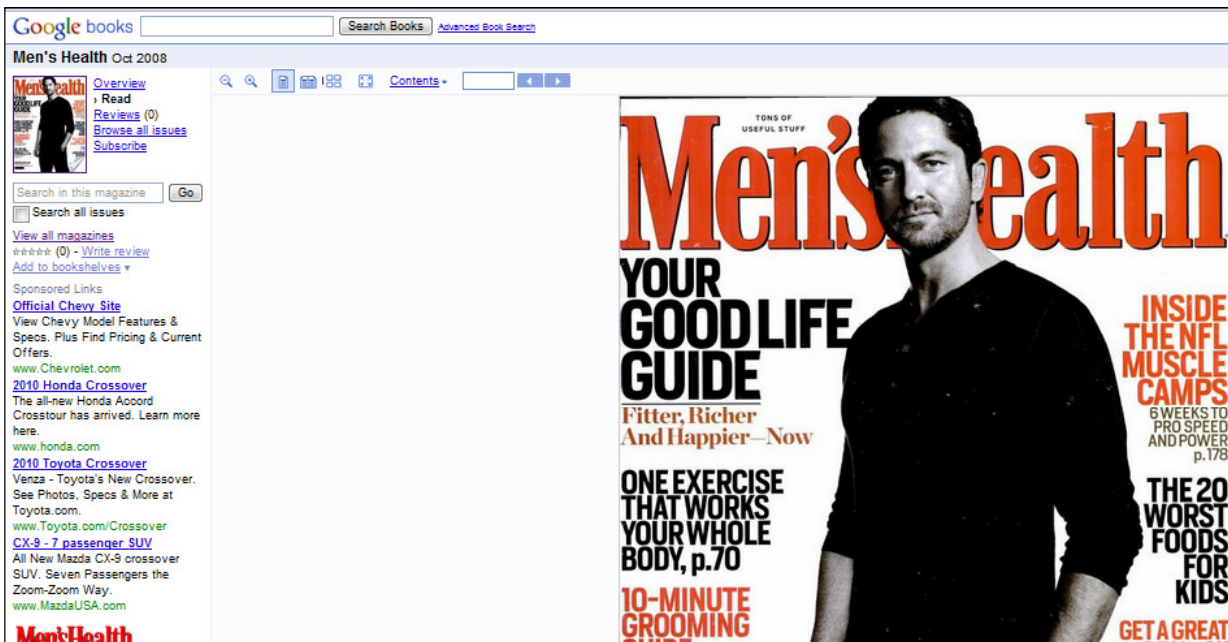 Google books
Search Books
Advanced Book Search
Men's Health Oct 2008
Overview
› Read
Reviews (0)
Browse all issues
Subscribe
Contents
Search in this magazine
Go
Search all issues
View all magazines
(0) - Write review
Add to bookshelves
Sponsored Links
Official Chevy Site
View Chevy Model Features &
Specs. Plus Find Pricing & Current
Offers.
www.Chevrolet.com
2010 Honda Crossover
The all-new Honda Accord
Crosstour has arrived. Learn more
here.
www.honda.com
2010 Toyota Crossover
Venza - Toyota's New Crossover.
See Photos, Specs & More at
Toyota.com.
www.Toyota.com/Crossover
CX-9 - 7 passenger SUV
All New Mazda CX-9 crossover
SUV. Seven Passengers the
Zoom-Zoom Way.
www.MazdaUSA.com
Men'sHealth
TONS OF
USEFUL STUFF
Men's Health
YOUR
GOOD LIFE
GUIDE
Fitter, Richer
And Happier—Now
ONE EXERCISE
THAT WORKS
YOUR WHOLE
BODY, p.70
10-MINUTE
GROOMING
GUIDE
INSIDE
THE NFL
MUSCLE
CAMPS
6 WEEKS TO
PRO SPEED
AND POWER
p.178
THE 20
WORST
FOODS
FOR
KIDS
GET A GREAT